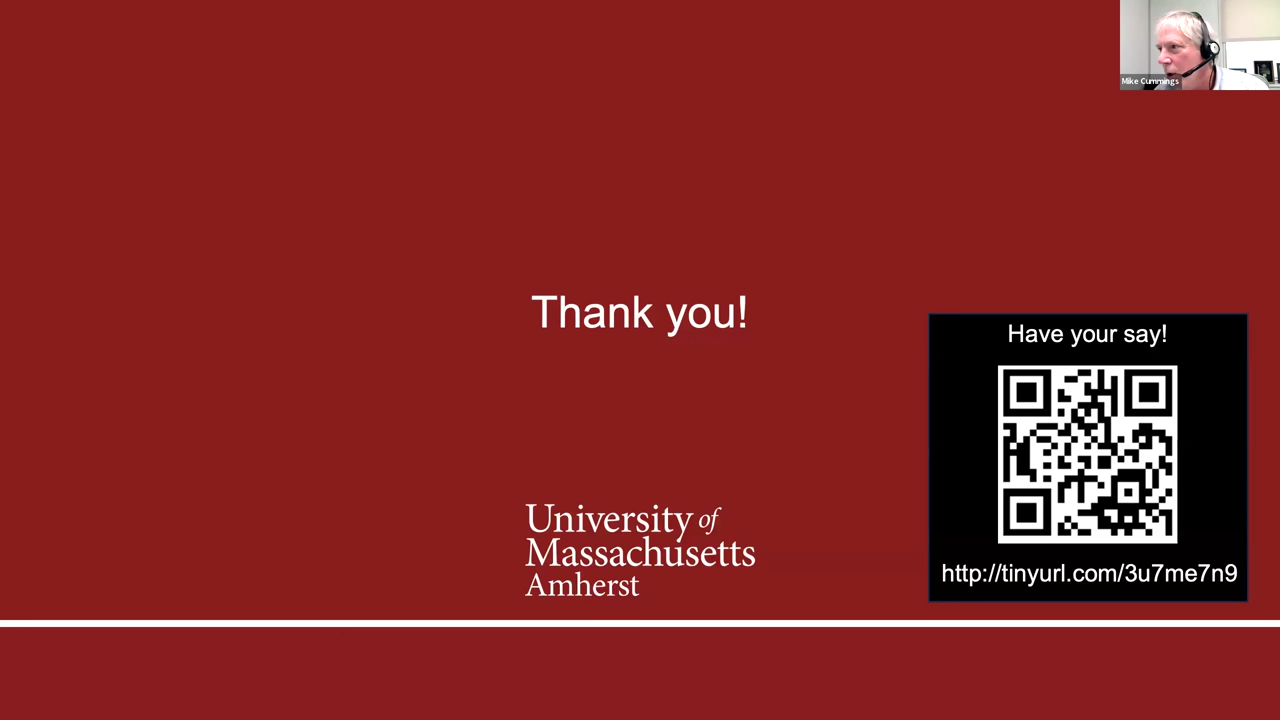 Mike Cummings
Thank you!
Have your say!
http://tinyurl.com/3u7me7n9
University of
Massachusetts
Amherst